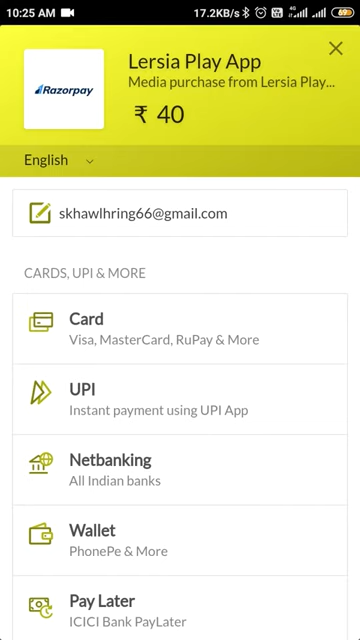 10:25 AM 17.2KB/s 4G 69
Razorpay
Lersia Play App
Media purchase from Lersia Play...
₹ 40
English
skhawlhring66@gmail.com
CARDS, UPI & MORE
Card
Visa, MasterCard, RuPay & More
UPI
Instant payment using UPI App
Netbanking
All Indian banks
Wallet
PhonePe & More
Pay Later
ICICI Bank PayLater